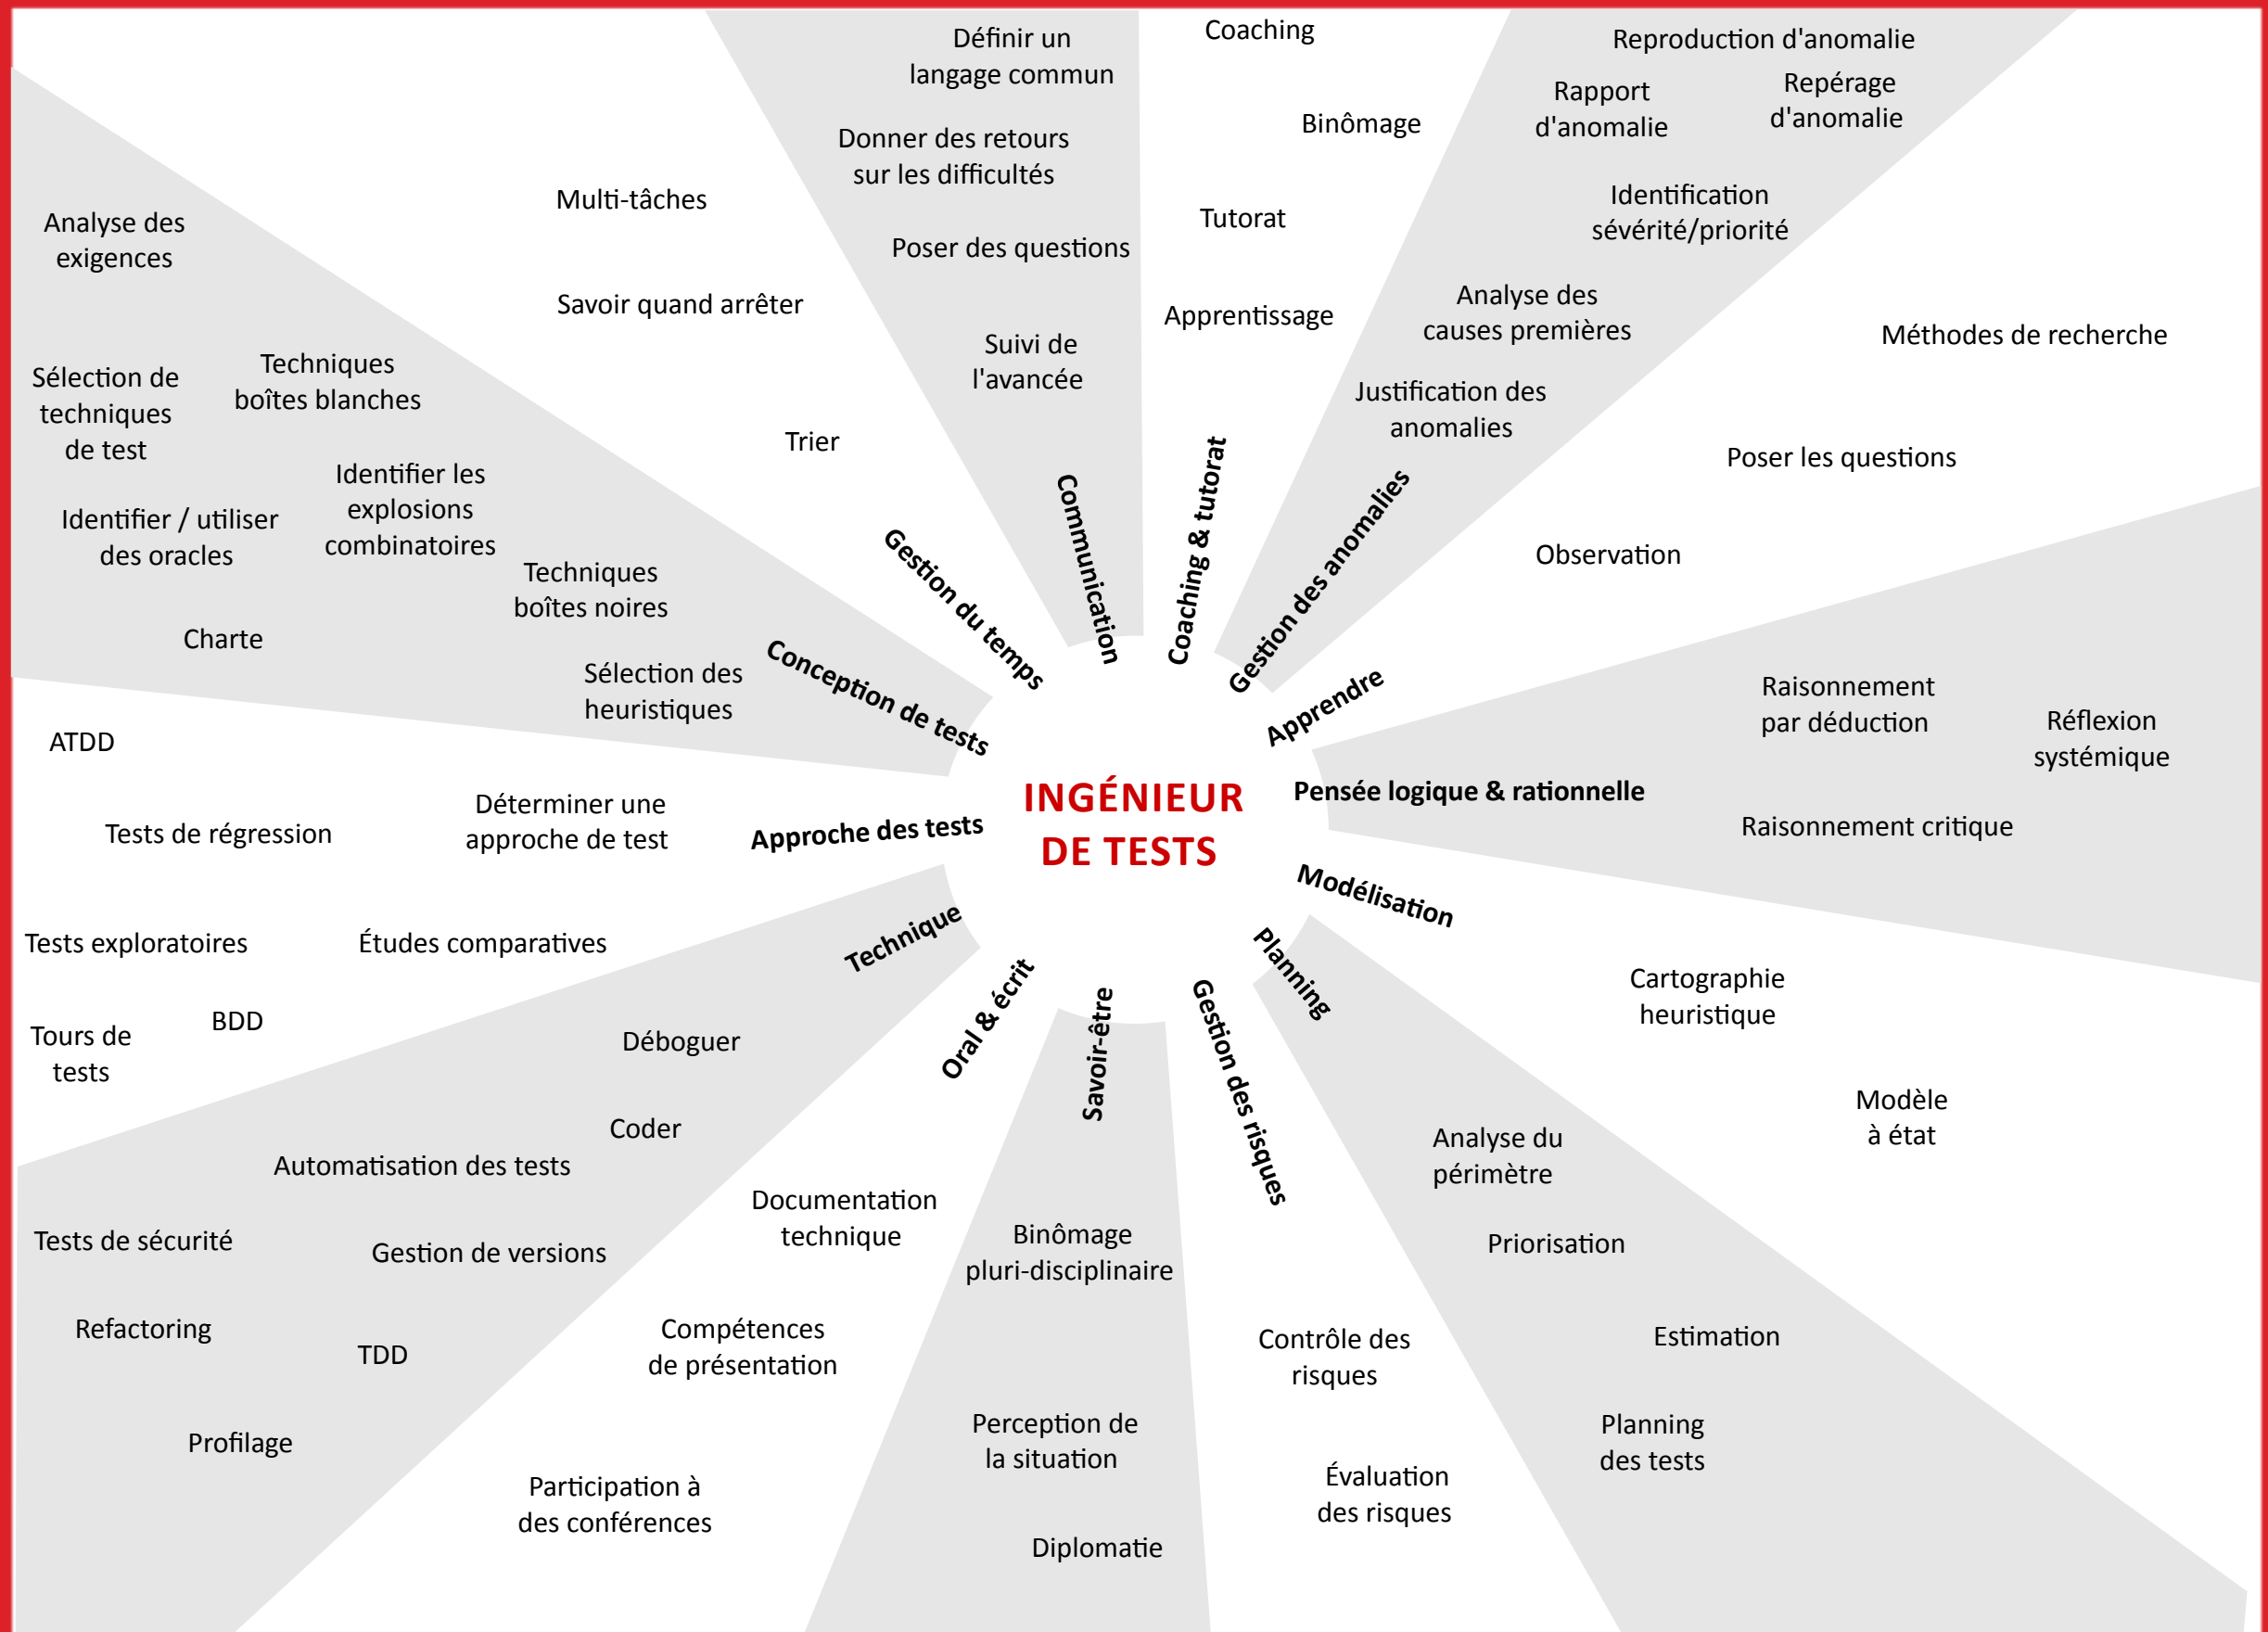 INGÉNIEUR
DE TESTS
Communication
Définir un
langage commun
Donner des retours
sur les difficultés
Poser des questions
Suivi de
l'avancée
Coaching & tutorat
Coaching
Binômage
Tutorat
Apprentissage
Gestion des anomalies
Reproduction d'anomalie
Rapport
d'anomalie
Repérage
d'anomalie
Identification
sévérité/priorité
Analyse des
causes premières
Justification des
anomalies
Apprendre
Méthodes de recherche
Poser les questions
Observation
Pensée logique & rationnelle
Raisonnement
par déduction
Réflexion
systémique
Raisonnement critique
Modélisation
Cartographie
heuristique
Modèle
à état
Planning
Analyse du
périmètre
Priorisation
Estimation
Planning
des tests
Gestion des risques
Contrôle des
risques
Évaluation
des risques
Savoir-être
Binômage
pluri-disciplinaire
Perception de
la situation
Diplomatie
Oral & écrit
Documentation
technique
Compétences
de présentation
Participation à
des conférences
Technique
Déboguer
Coder
Automatisation des tests
Tests de sécurité
Gestion de versions
Refactoring
TDD
Profilage
Approche des tests
ATDD
Déterminer une
approche de test
Tests de régression
Tests exploratoires
Études comparatives
BDD
Tours de
tests
Conception de tests
Analyse des
exigences
Techniques
boîtes blanches
Sélection de
techniques
de test
Identifier les
explosions
combinatoires
Identifier / utiliser
des oracles
Techniques
boîtes noires
Charte
Sélection des
heuristiques
Gestion du temps
Multi-tâches
Savoir quand arrêter
Trier